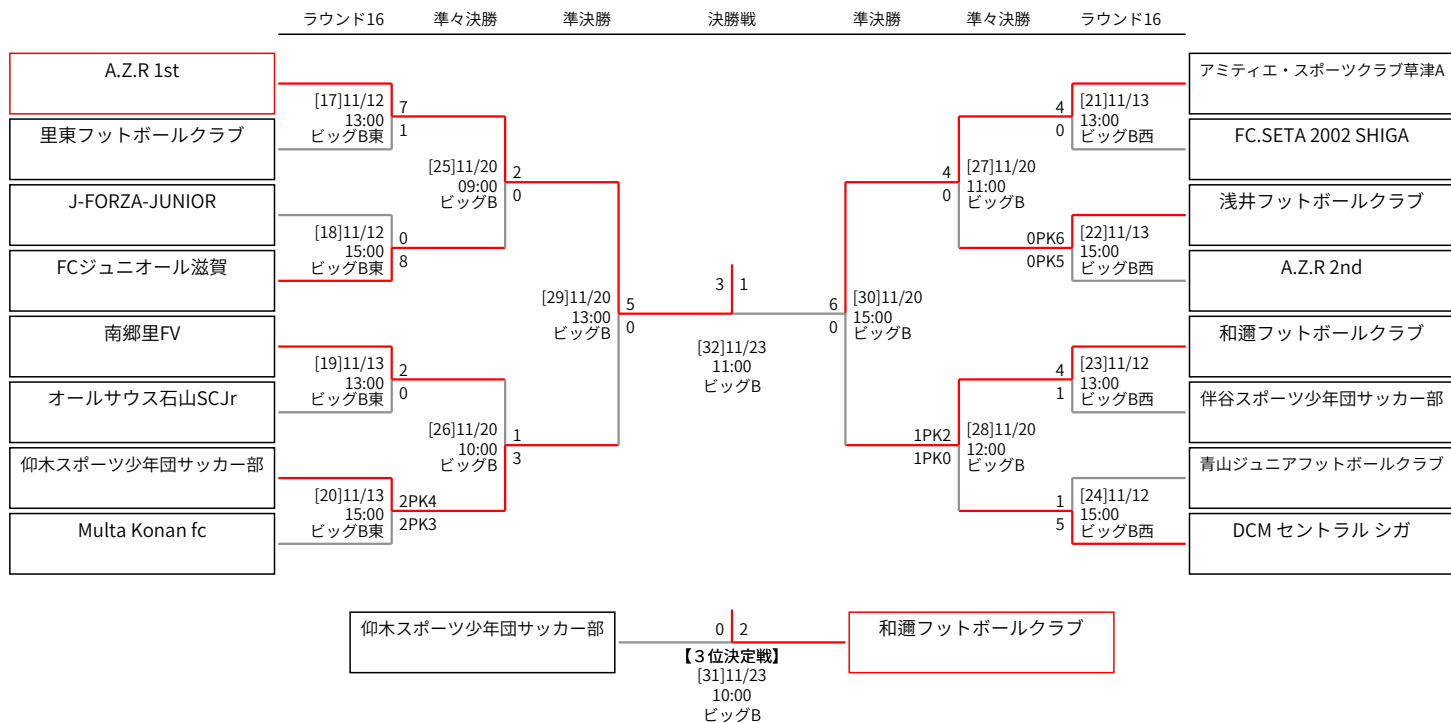 ラウンド16
準々決勝
準決勝
決勝戦
準決勝
準々決勝
ラウンド16
A.Z.R 1st
里東フットボールクラブ
J-FORZA-JUNIOR
FCジュニオール滋賀
南郷里FV
オールサウス石山SCJr
仰木スポーツ少年団サッカー部
Multa Konan fc
[17]11/12
13:00
ビッグB東
7
1
[18]11/12
15:00
ビッグB東
0
8
[19]11/13
13:00
ビッグB東
2
0
[20]11/13
15:00
ビッグB東
2PK4
2PK3
[25]11/20
09:00
ビッグB
2
0
[26]11/20
10:00
ビッグB
1
3
[29]11/20
13:00
ビッグB
5
0
3
1
[32]11/23
11:00
ビッグB
6
0
[30]11/20
15:00
ビッグB
4
0
[27]11/20
11:00
ビッグB
1PK2
1PK0
[28]11/20
12:00
ビッグB
4
0
[21]11/13
13:00
ビッグB西
0PK6
0PK5
[22]11/13
15:00
ビッグB西
4
1
[23]11/12
13:00
ビッグB西
1
5
[24]11/12
15:00
ビッグB西
アミティエ・スポーツクラブ草津A
FC.SETA 2002 SHIGA
浅井フットボールクラブ
A.Z.R 2nd
和邇フットボールクラブ
伴谷スポーツ少年団サッカー部
青山ジュニアフットボールクラブ
DCM セントラル シガ
仰木スポーツ少年団サッカー部
0
2
和邇フットボールクラブ
【３位決定戦】
[31]11/23
10:00
ビッグB